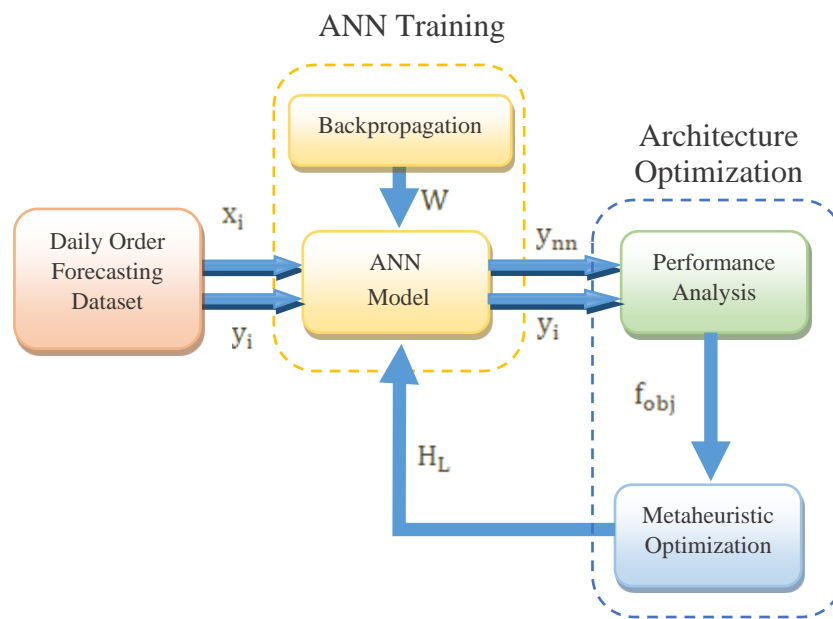 ANN Training
Backpropagation
Architecture
Optimization
W
x_i
Daily Order
Forecasting
Dataset
y_i
ANN
Model
y_nn
y_i
Performance
Analysis
f_obj
H_L
Metaheuristic
Optimization